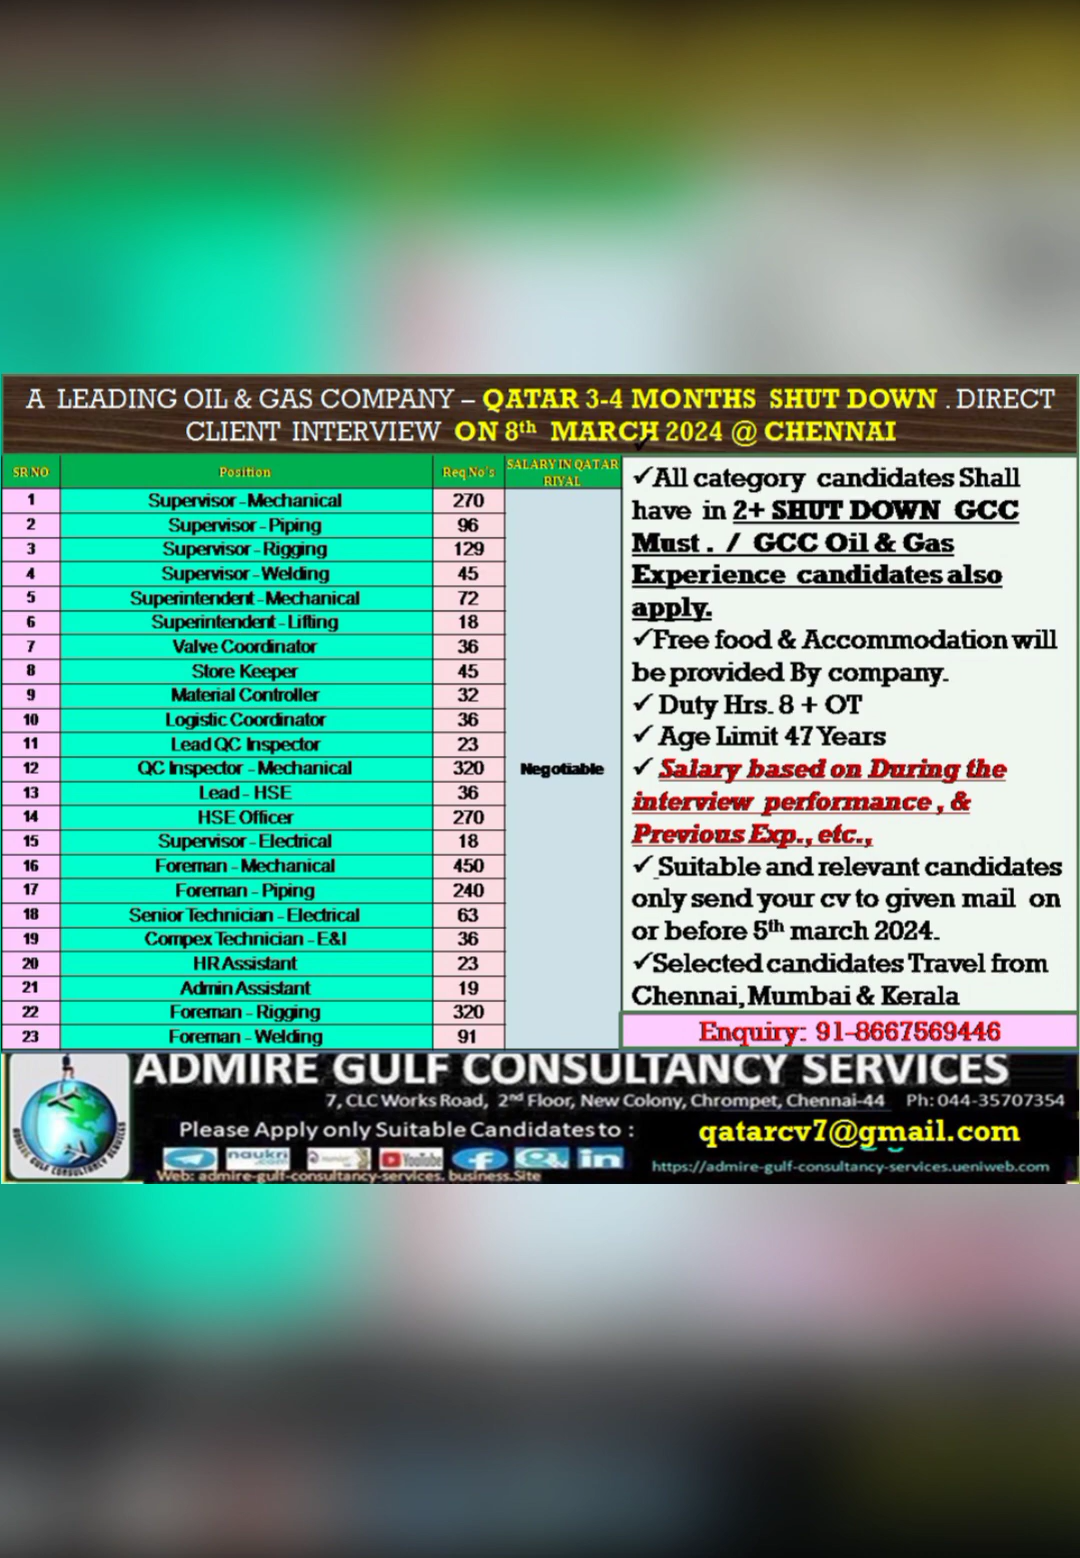 A LEADING OIL & GAS COMPANY – QATAR 3-4 MONTHS SHUT DOWN . DIRECT
CLIENT INTERVIEW ON 8th MARCH 2024 @ CHENNAI
SR NO Position Req No's SALARY IN QATAR RIYAL
1 Supervisor - Mechanical 270
2 Supervisor - Piping 96
3 Supervisor - Rigging 129
4 Supervisor - Welding 45
5 Superintendent - Mechanical 72
6 Superintendent - Lifting 18
7 Valve Coordinator 36
8 Store Keeper 45
9 Material Controller 32
10 Logistic Coordinator 36
11 Lead QC Inspector 23
12 QC Inspector - Mechanical 320 Negotiable
13 Lead - HSE 36
14 HSE Officer 270
15 Supervisor - Electrical 18
16 Foreman - Mechanical 450
17 Foreman - Piping 240
18 Senior Technician - Electrical 63
19 Compex Technician - E&I 36
20 HR Assistant 23
21 Admin Assistant 19
22 Foreman - Rigging 320
23 Foreman - Welding 91
✓All category candidates Shall
have in 2+ SHUT DOWN GCC
Must . / GCC Oil & Gas
Experience candidates also
apply.
✓Free food & Accommodation will
be provided By company.
✓ Duty Hrs. 8 + OT
✓ Age Limit 47 Years
✓ Salary based on During the
interview performance , &
Previous Exp., etc.,
✓ Suitable and relevant candidates
only send your cv to given mail on
or before 5th march 2024.
✓Selected candidates Travel from
Chennai, Mumbai & Kerala
Enquiry: 91-8667569446
ADMIRE GULF CONSULTANCY SERVICES
7, CLC Works Road, 2nd Floor, New Colony, Chrompet, Chennai-44 Ph: 044-35707354
Please Apply only Suitable Candidates to : qatarcv7@gmail.com
naukri YouTube
https://admire-gulf-consultancy-services.ueniweb.com
Web: admire-gulf-consultancy-services. business.Site
ADMIRE GULF CONSULTANCY SERVICES